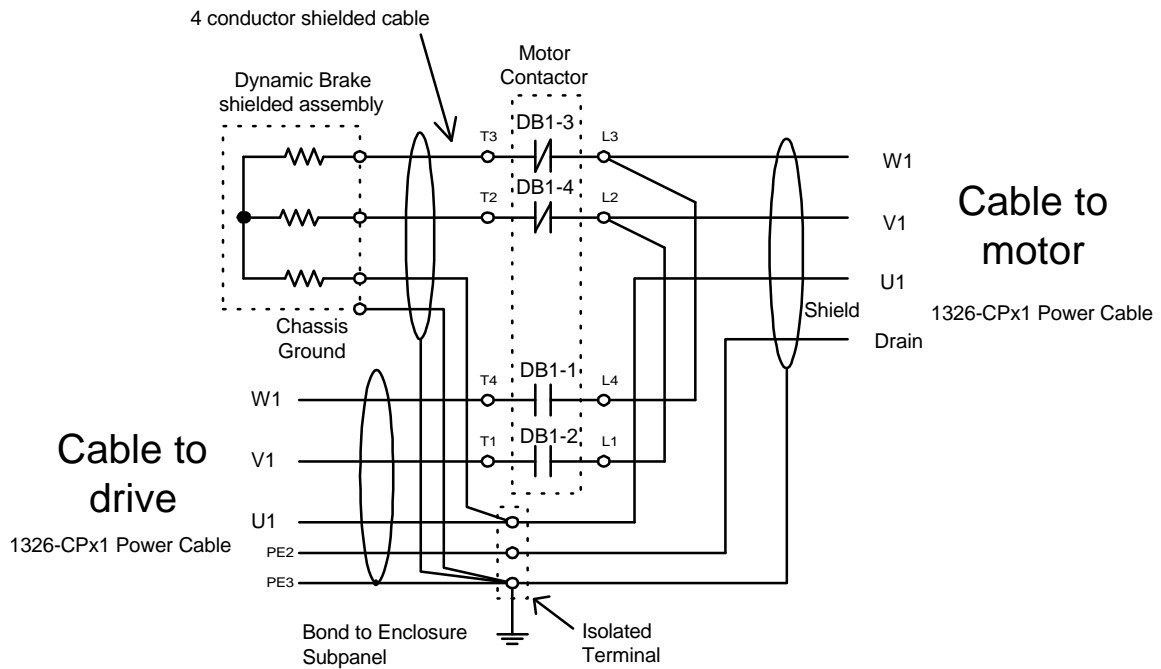 4 conductor shielded cable
Motor
Contactor
Dynamic Brake
shielded assembly
DB1-3
T3
L3
W1
DB1-4
T2
L2
V1
Cable to
motor
U1
Shield
1326-CPx1 Power Cable
Chassis
Ground
Drain
DB1-1
T4
L4
W1
DB1-2
T1
L1
V1
Cable to
drive
U1
1326-CPx1 Power Cable
PE2
PE3
Bond to Enclosure
Subpanel
Isolated
Terminal